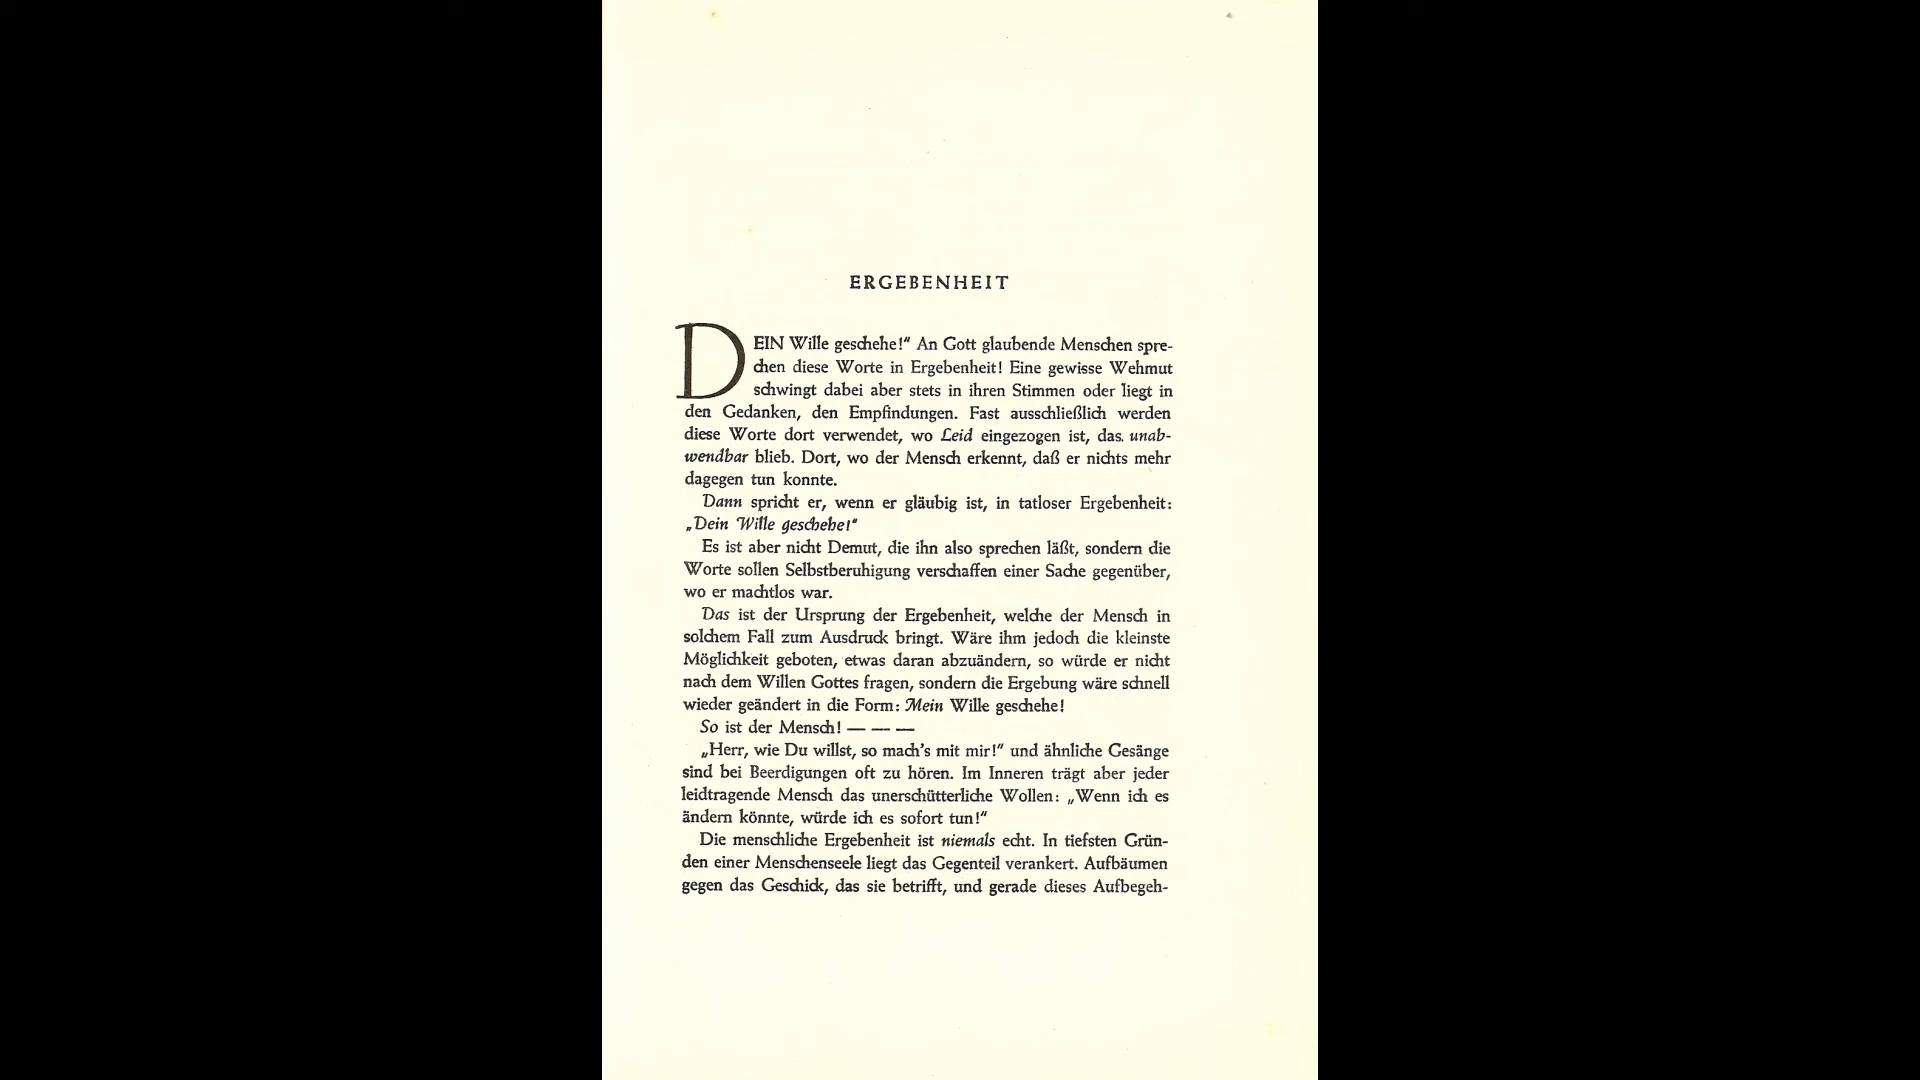 ERGEBENHEIT
DEIN Wille geschehe!" An Gott glaubende Menschen spre-
chen diese Worte in Ergebenheit! Eine gewisse Wehmut
schwingt dabei aber stets in ihren Stimmen oder liegt in
den Gedanken, den Empfindungen. Fast ausschließlich werden
diese Worte dort verwendet, wo Leid eingezogen ist, das. unab-
wendbar blieb. Dort, wo der Mensch erkennt, daß er nichts mehr
dagegen tun konnte.
Dann spricht er, wenn er gläubig ist, in tatloser Ergebenheit:
„Dein Wille geschehe!"
Es ist aber nicht Demut, die ihn also sprechen läßt, sondern die
Worte sollen Selbstberuhigung verschaffen einer Sache gegenüber,
wo er machtlos war.
Das ist der Ursprung der Ergebenheit, welche der Mensch in
solchem Fall zum Ausdruck bringt. Wäre ihm jedoch die kleinste
Möglichkeit geboten, etwas daran abzuändern, so würde er nicht
nach dem Willen Gottes fragen, sondern die Ergebung wäre schnell
wieder geändert in die Form: Mein Wille geschehe!
So ist der Mensch! — — —
„Herr, wie Du willst, so mach's mit mir!" und ähnliche Gesänge
sind bei Beerdigungen oft zu hören. Im Inneren trägt aber jeder
leidtragende Mensch das unerschütterliche Wollen: „Wenn ich es
ändern könnte, würde ich es sofort tun!"
Die menschliche Ergebenheit ist niemals echt. In tiefsten Grün-
den einer Menschenseele liegt das Gegenteil verankert. Aufbäumen
gegen das Geschick, das sie betrifft, und gerade dieses Aufbegeh-